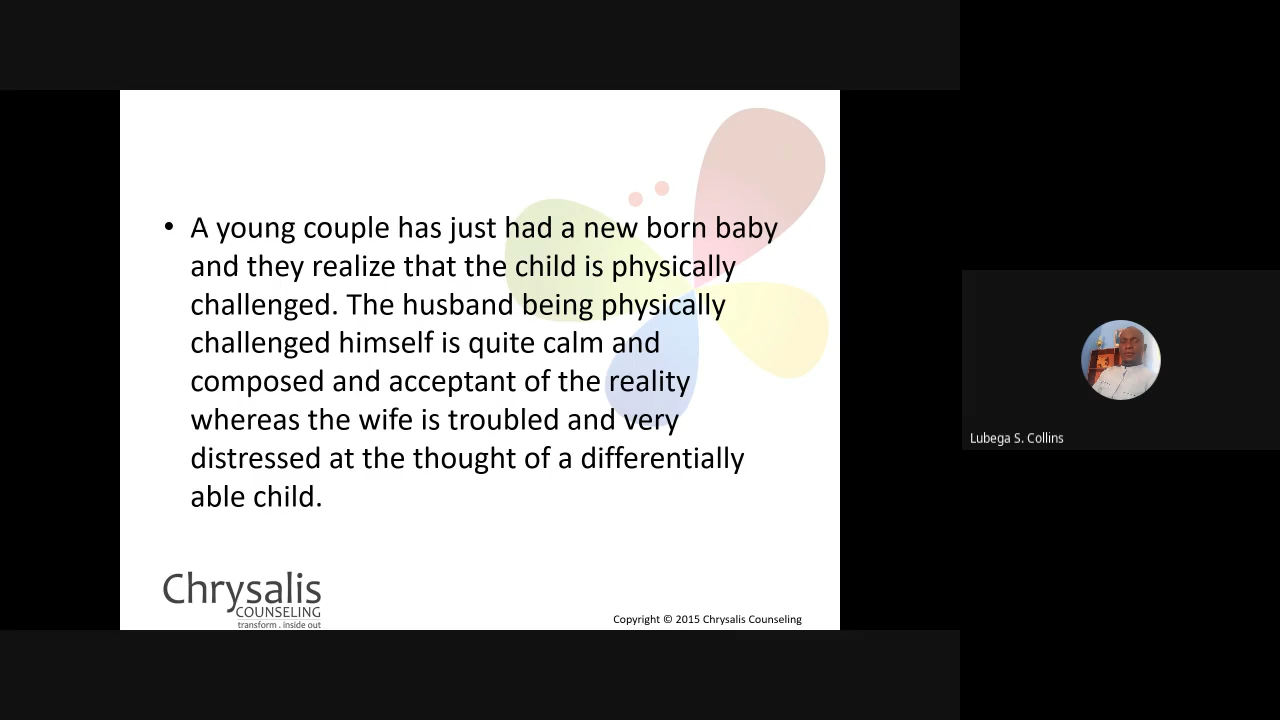 • A young couple has just had a new born baby
and they realize that the child is physically
challenged. The husband being physically
challenged himself is quite calm and
composed and acceptant of the reality
whereas the wife is troubled and very
distressed at the thought of a differentially
able child.
Lubega S. Collins
Chrysalis
COUNSELING
transform . inside out
Copyright © 2015 Chrysalis Counseling